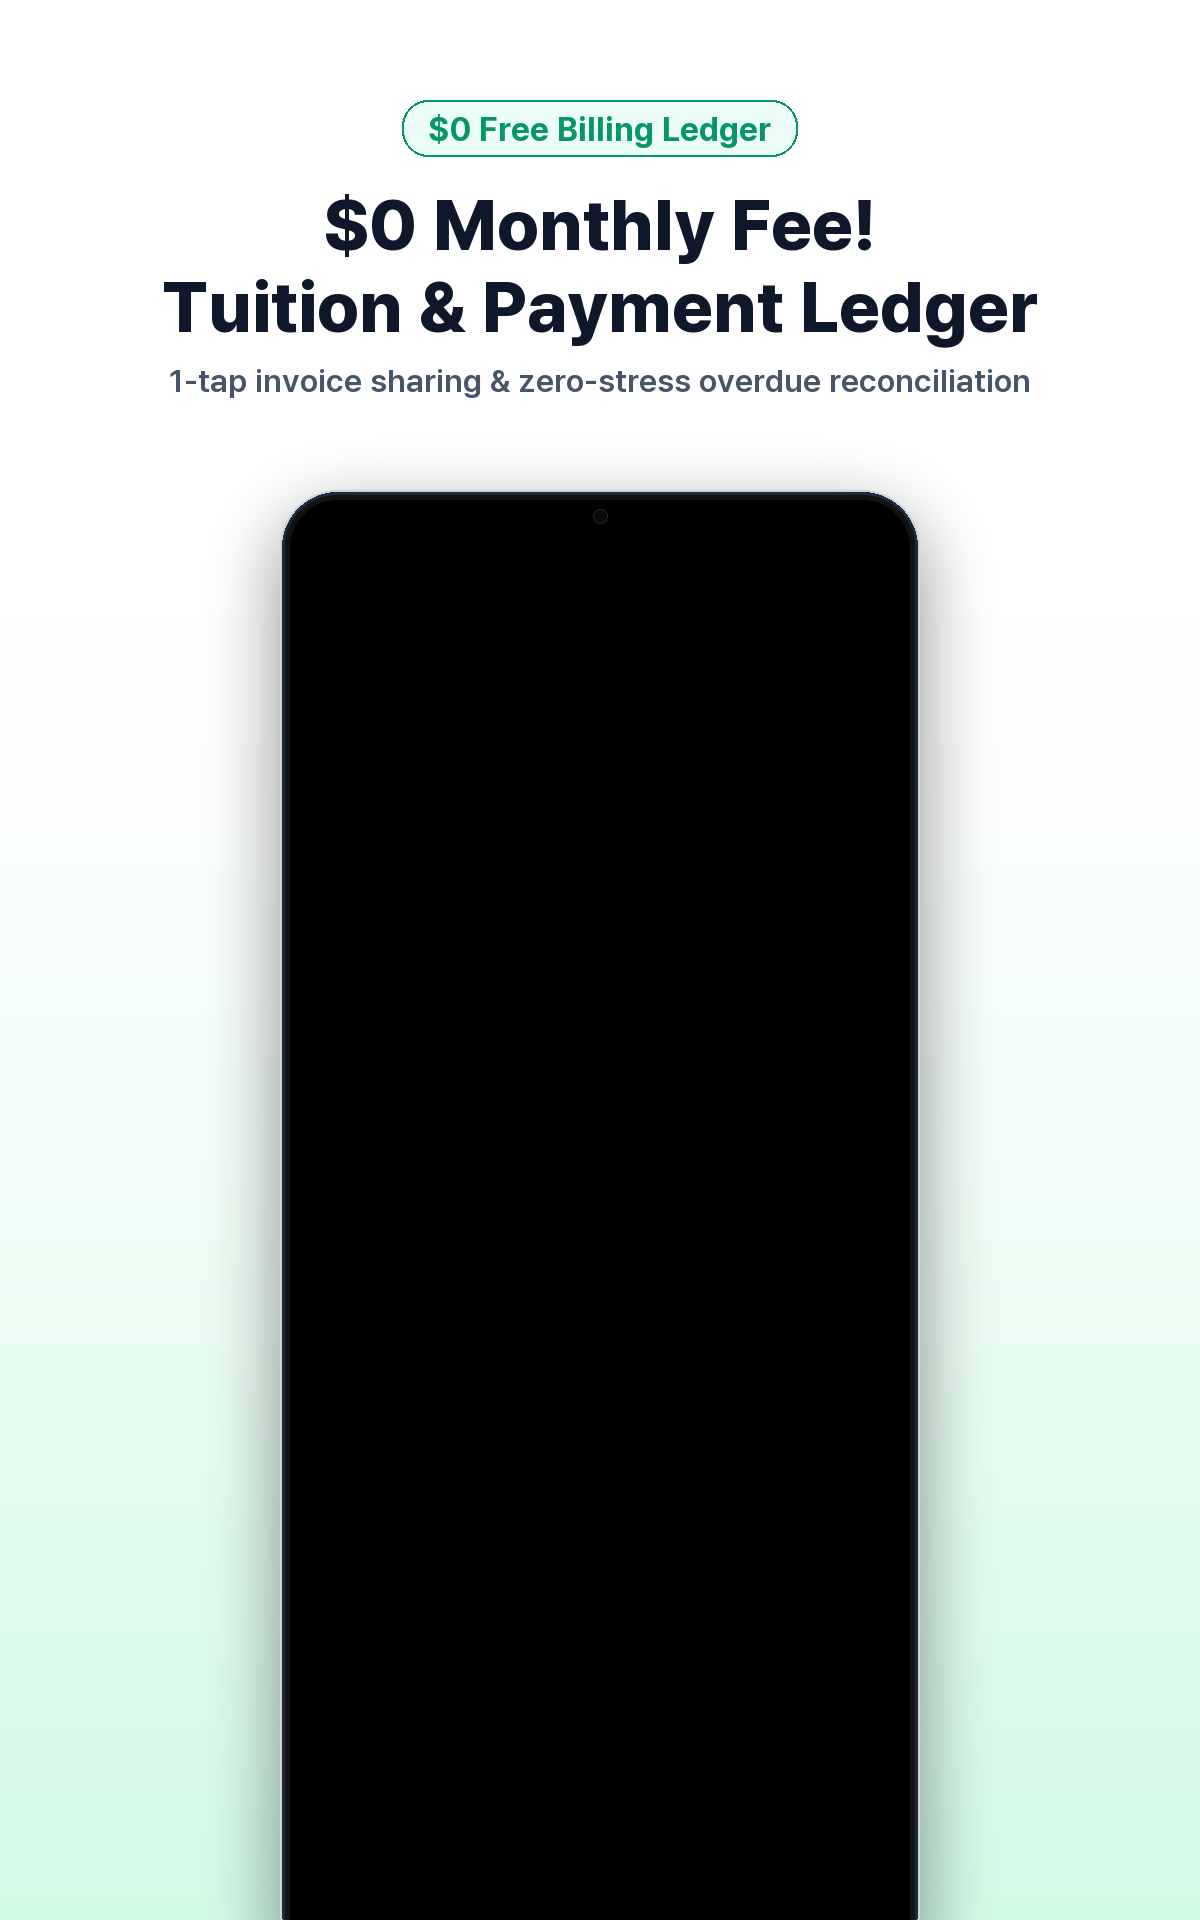 $0 Free Billing Ledger
$0 Monthly Fee!
Tuition & Payment Ledger
1-tap invoice sharing & zero-stress overdue reconciliation